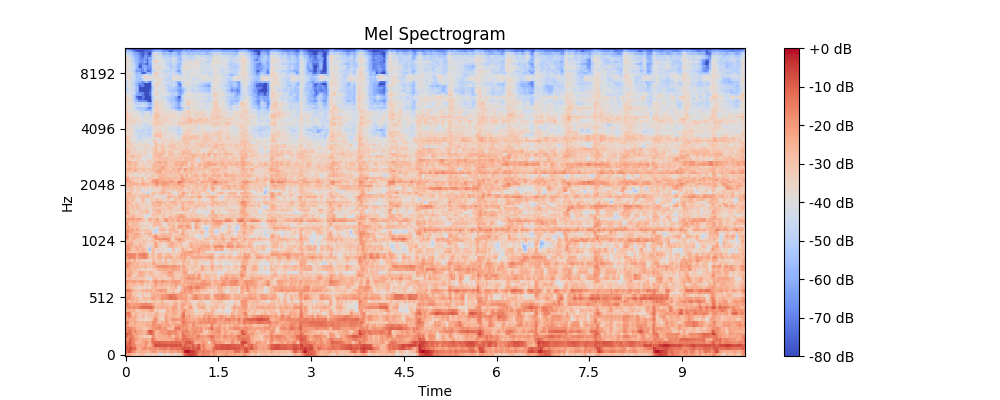 Mel Spectrogram
Hz
8192
4096
2048
1024
512
0
0 1.5 3 4.5 6 7.5 9
Time
+0 dB
-10 dB
-20 dB
-30 dB
-40 dB
-50 dB
-60 dB
-70 dB
-80 dB